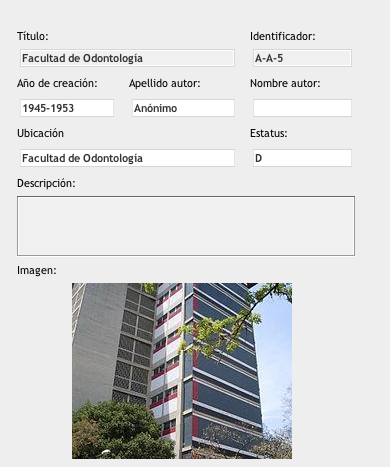 Título: Identificador:
Facultad de Odontología A-A-5
Año de creación: Apellido autor: Nombre autor:
1945-1953 Anónimo
Ubicación Estatus:
Facultad de Odontología D
Descripción:
Imagen: